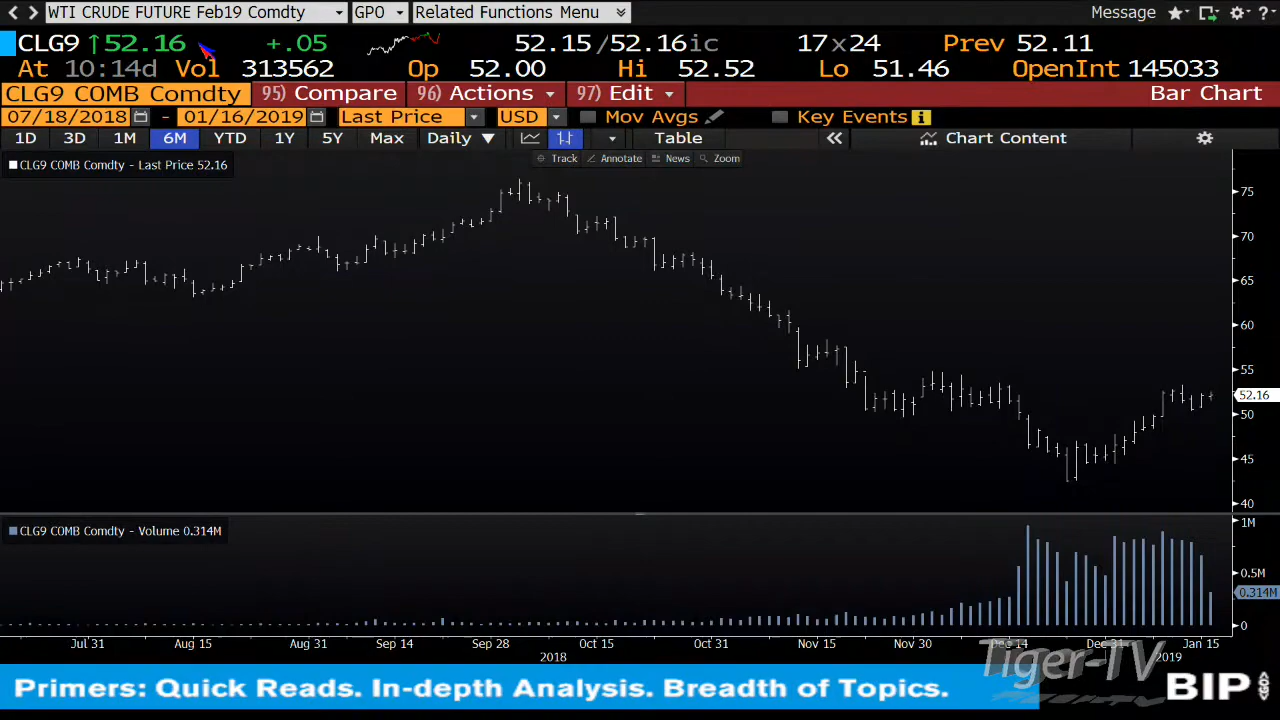 WTI CRUDE FUTURE Feb19 Comdty GPO Related Functions Menu Message
CLG9 ↑52.16 +.05 52.15/52.16ic 17x24 Prev 52.11
At 10:14d Vol 313562 Op 52.00 Hi 52.52 Lo 51.46 OpenInt 145033
CLG9 COMB Comdty 95) Compare 96) Actions 97) Edit Bar Chart
07/18/2018 - 01/16/2019 Last Price USD Mov Avgs Key Events
1D 3D 1M 6M YTD 1Y 5Y Max Daily ▼ Table « Chart Content
Track Annotate News Zoom
CLG9 COMB Comdty - Last Price 52.16
75
70
65
60
55
52.16
50
45
40
CLG9 COMB Comdty - Volume 0.314M
1M
0.5M
0.314M
0
Jul 31 Aug 15 Aug 31 Sep 14 Sep 28 Oct 15 Oct 31 Nov 15 Nov 30 Dec 14 Dec 31 Jan 15
2018 2019
Tiger-TV
Primers: Quick Reads. In-depth Analysis. Breadth of Topics.
BIP